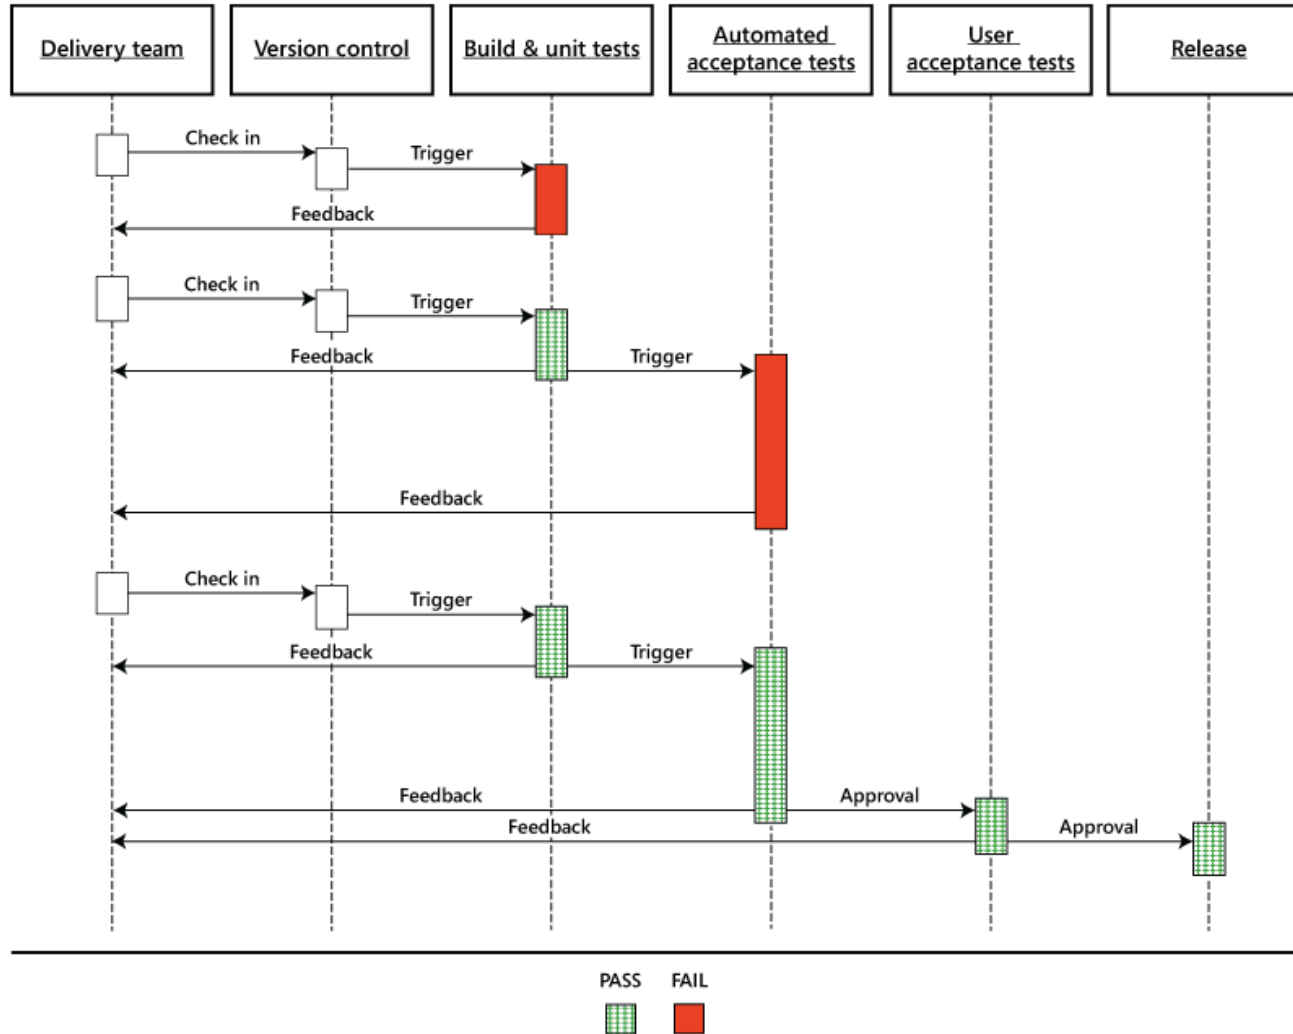 Delivery team
Version control
Build & unit tests
Automated
acceptance tests
User
acceptance tests
Release
Check in
Trigger
Feedback
Check in
Trigger
Feedback
Trigger
Feedback
Check in
Trigger
Feedback
Trigger
Feedback
Approval
Feedback
Approval
PASS
FAIL